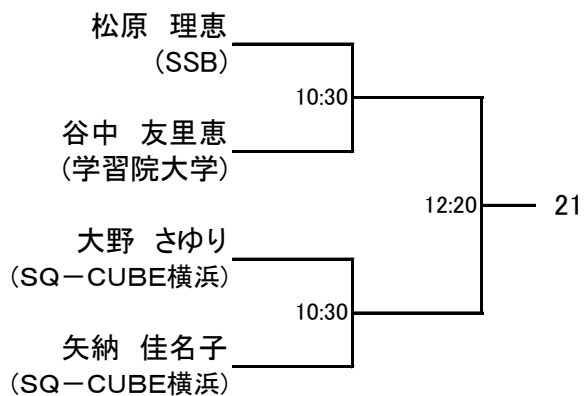 松原　理恵
(SSB)
10:30
谷中　友里恵
(学習院大学)
12:20
21
大野　さゆり
(SQ－CUBE横浜)
10:30
矢納　佳名子
(SQ－CUBE横浜)